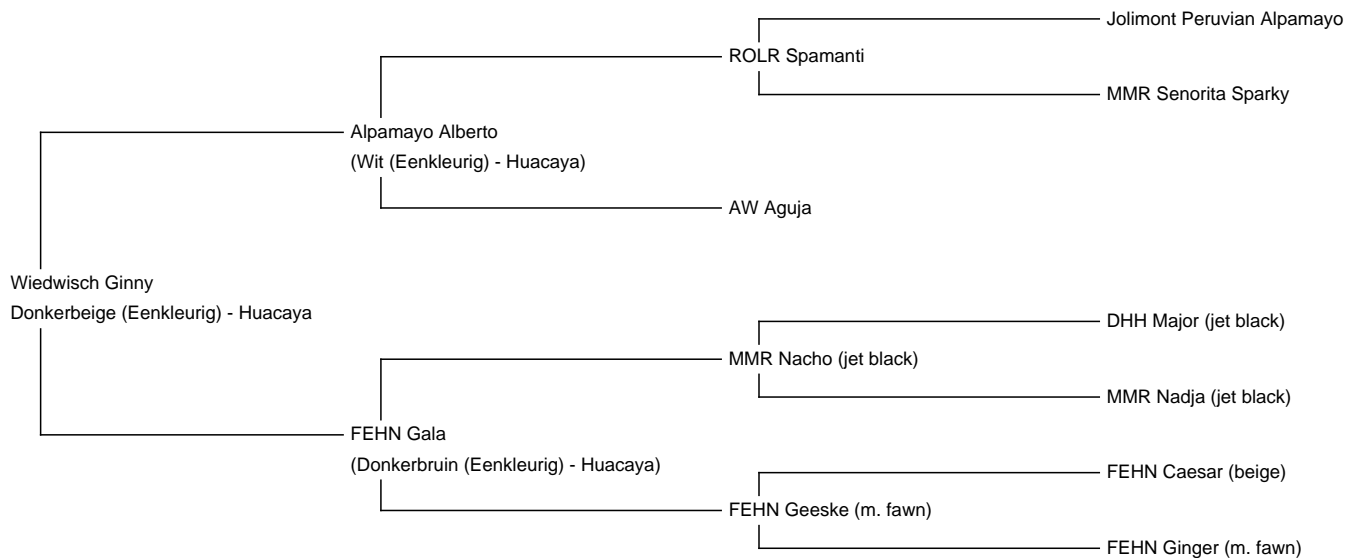 Jolimont Peruvian Alpamayo
ROLR Spamanti
MMR Senorita Sparky
Alpamayo Alberto
(Wit (Eenkleurig) - Huacaya)
AW Aguja
Wiedwisch Ginny
Donkerbeige (Eenkleurig) - Huacaya
DHH Major (jet black)
MMR Nacho (jet black)
MMR Nadja (jet black)
FEHN Gala
(Donkerbruin (Eenkleurig) - Huacaya)
FEHN Caesar (beige)
FEHN Geeske (m. fawn)
FEHN Ginger (m. fawn)